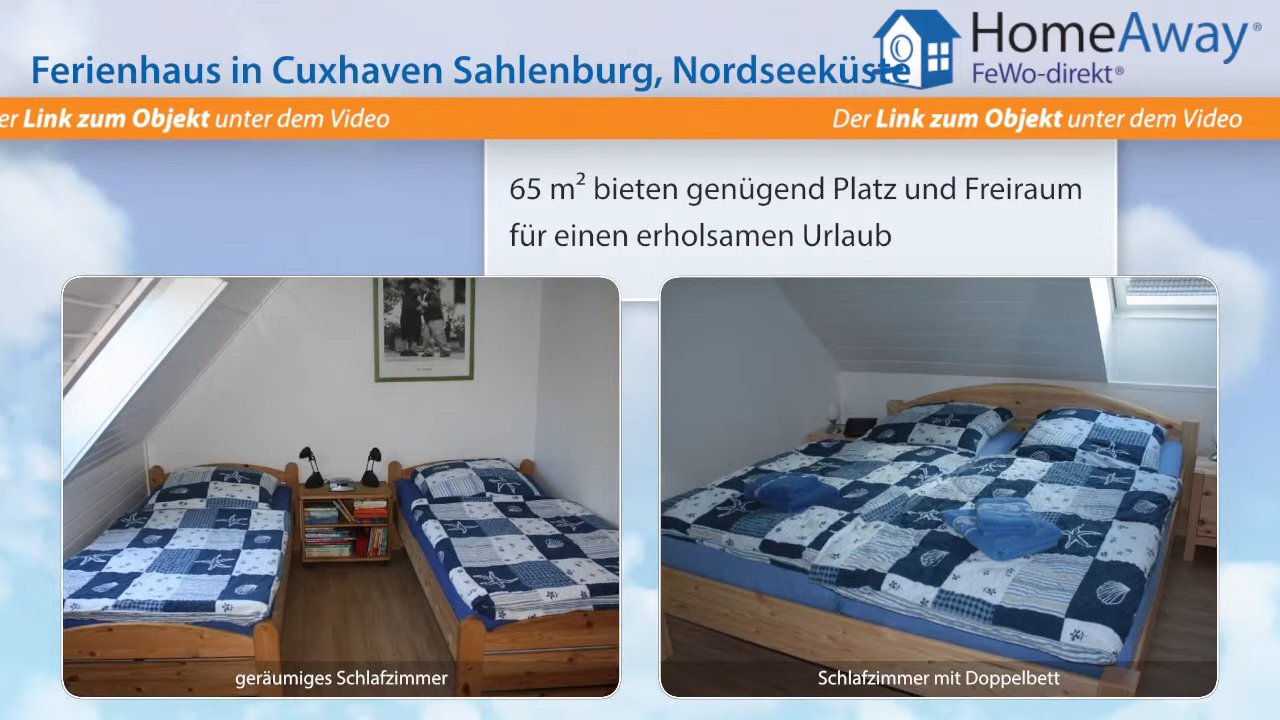 HomeAway®
FeWo-direkt®
Ferienhaus in Cuxhaven Sahlenburg, Nordseeküste
er Link zum Objekt unter dem Video
Der Link zum Objekt unter dem Video
65 m² bieten genügend Platz und Freiraum
für einen erholsamen Urlaub
geräumiges Schlafzimmer
Schlafzimmer mit Doppelbett